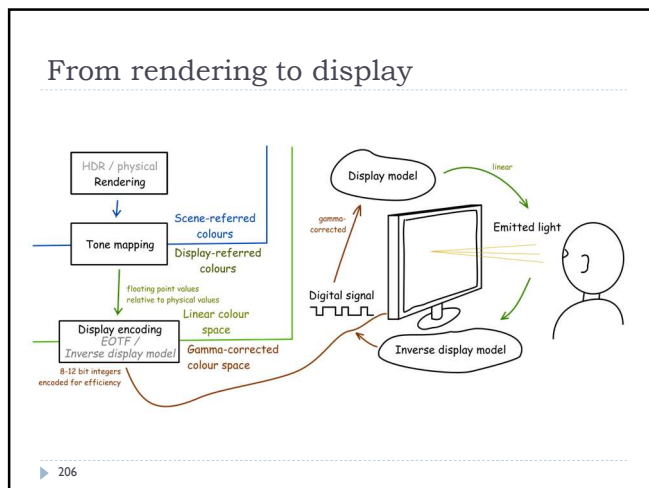 From rendering to display
HDR / physical
Rendering
Tone mapping
Scene-referred
colours
Display-referred
colours
floating point values
relative to physical values
Linear colour
space
Display encoding
EOTF /
Inverse display model
Gamma-corrected
colour space
8-12 bit integers
encoded for efficiency
Display model
linear
gamma-
corrected
Emitted light
Digital signal
Inverse display model
206